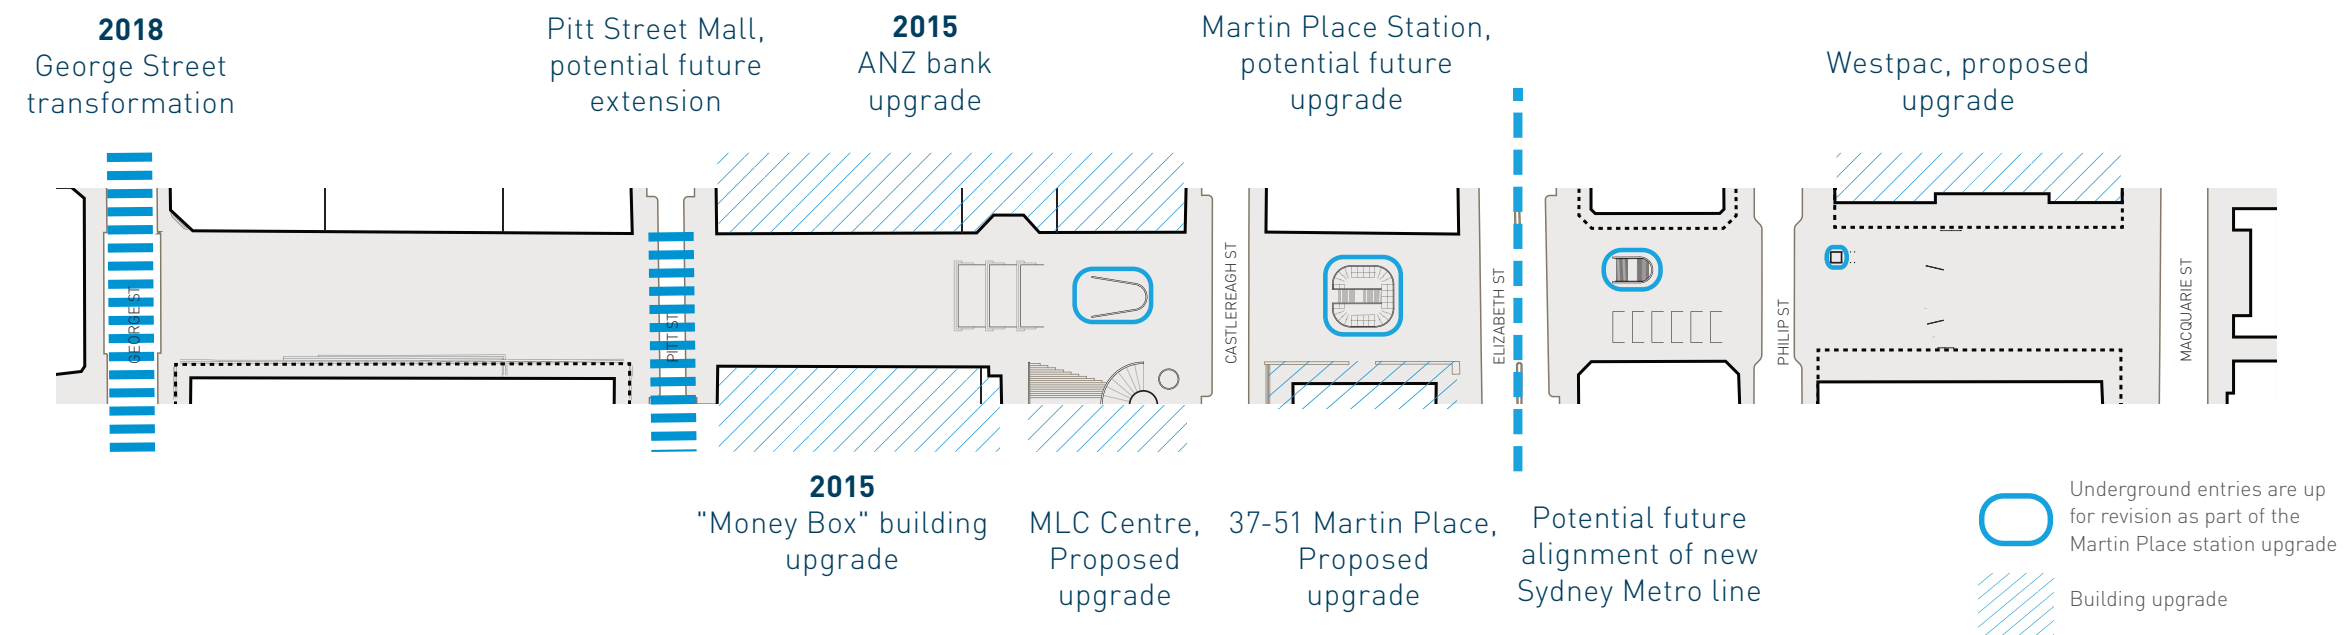 2018
George Street
transformation
Pitt Street Mall,
potential future
extension
2015
ANZ bank
upgrade
Martin Place Station,
potential future
upgrade
Westpac, proposed
upgrade
GEORGE ST
PITT ST
CASTLEREAGH ST
ELIZABETH ST
PHILIP ST
MACQUARIE ST
2015
"Money Box" building
upgrade
MLC Centre,
Proposed
upgrade
37-51 Martin Place,
Proposed
upgrade
Potential future
alignment of new
Sydney Metro line
Underground entries are up
for revision as part of the
Martin Place station upgrade
Building upgrade